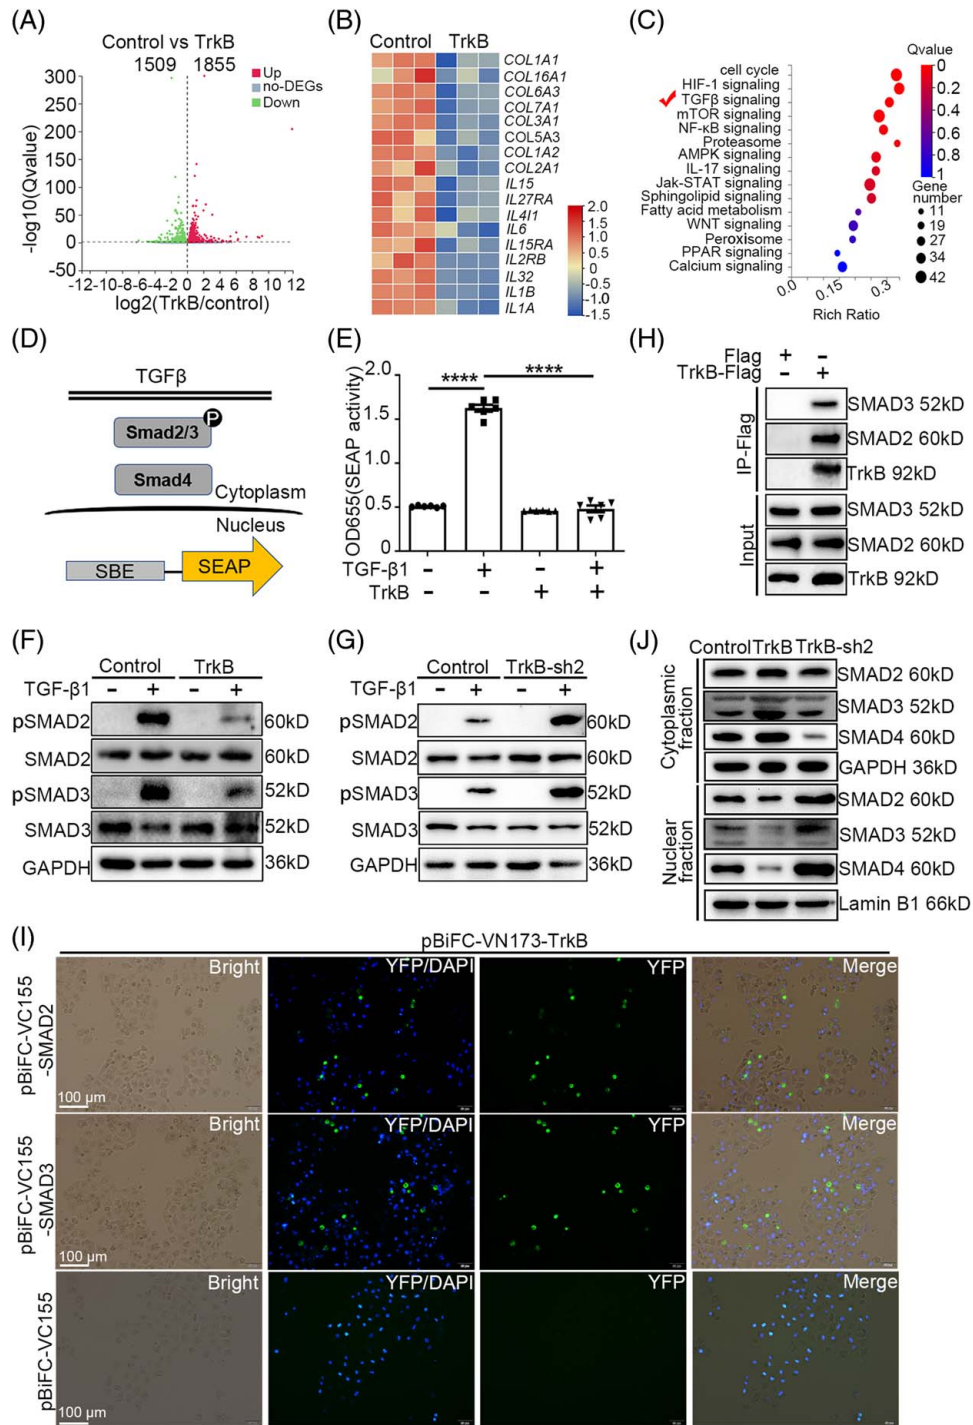 (A)
Control vs TrkB
1509 1855
Up
no-DEGs
Down
300
250
200
150
100
50
0
-50
-log10(Qvalue)
-12 -10 -8 -6 -4 -2 0 2 4 6 8 10 12
log2(TrkB/control)
(B)
Control TrkB
COL1A1
COL16A1
COL6A3
COL7A1
COL3A1
COL5A3
COL1A2
COL2A1
IL15
IL27RA
IL4I1
IL6
IL15RA
IL2RB
IL32
IL1B
IL1A
2.0
1.5
1.0
0.5
0
-0.5
-1.0
-1.5
(C)
cell cycle
HIF-1 signaling
TGFβ signaling
mTOR signaling
NF-κB signaling
Proteasome
AMPK signaling
IL-17 signaling
Jak-STAT signaling
Sphingolipid signaling
Fatty acid metabolism
WNT signaling
Peroxisome
PPAR signaling
Calcium signaling
0.0 0.15 0.3
Rich Ratio
Qvalue
0
0.2
0.4
0.6
0.8
1
Gene
number
11
19
27
34
42
(D)
TGFβ
P
Smad2/3
Smad4
Cytoplasm
Nucleus
SBE
SEAP
(E)
OD655(SEAP activity)
2.0
1.5
1.0
0.5
0
**** ****
TGF-β1 - + - +
TrkB - - + +
(H)
Flag + -
TrkB-Flag - +
IP-Flag
SMAD3 52kD
SMAD2 60kD
TrkB 92kD
Input
SMAD3 52kD
SMAD2 60kD
TrkB 92kD
(F)
Control TrkB
TGF-β1 - + - +
pSMAD2 60kD
SMAD2 60kD
pSMAD3 52kD
SMAD3 52kD
GAPDH 36kD
(G)
Control TrkB-sh2
TGF-β1 - + - +
pSMAD2 60kD
SMAD2 60kD
pSMAD3 52kD
SMAD3 52kD
GAPDH 36kD
(J)
Control TrkB TrkB-sh2
Cytoplasmic
fraction
SMAD2 60kD
SMAD3 52kD
SMAD4 60kD
GAPDH 36kD
Nuclear
fraction
SMAD2 60kD
SMAD3 52kD
SMAD4 60kD
Lamin B1 66kD
(I)
pBiFC-VN173-TrkB
pBiFC-VC155
-SMAD2
Bright YFP/DAPI YFP Merge
100 μm
pBiFC-VC155
-SMAD3
Bright YFP/DAPI YFP Merge
100 μm
pBiFC-VC155
Bright YFP/DAPI YFP Merge
100 μm